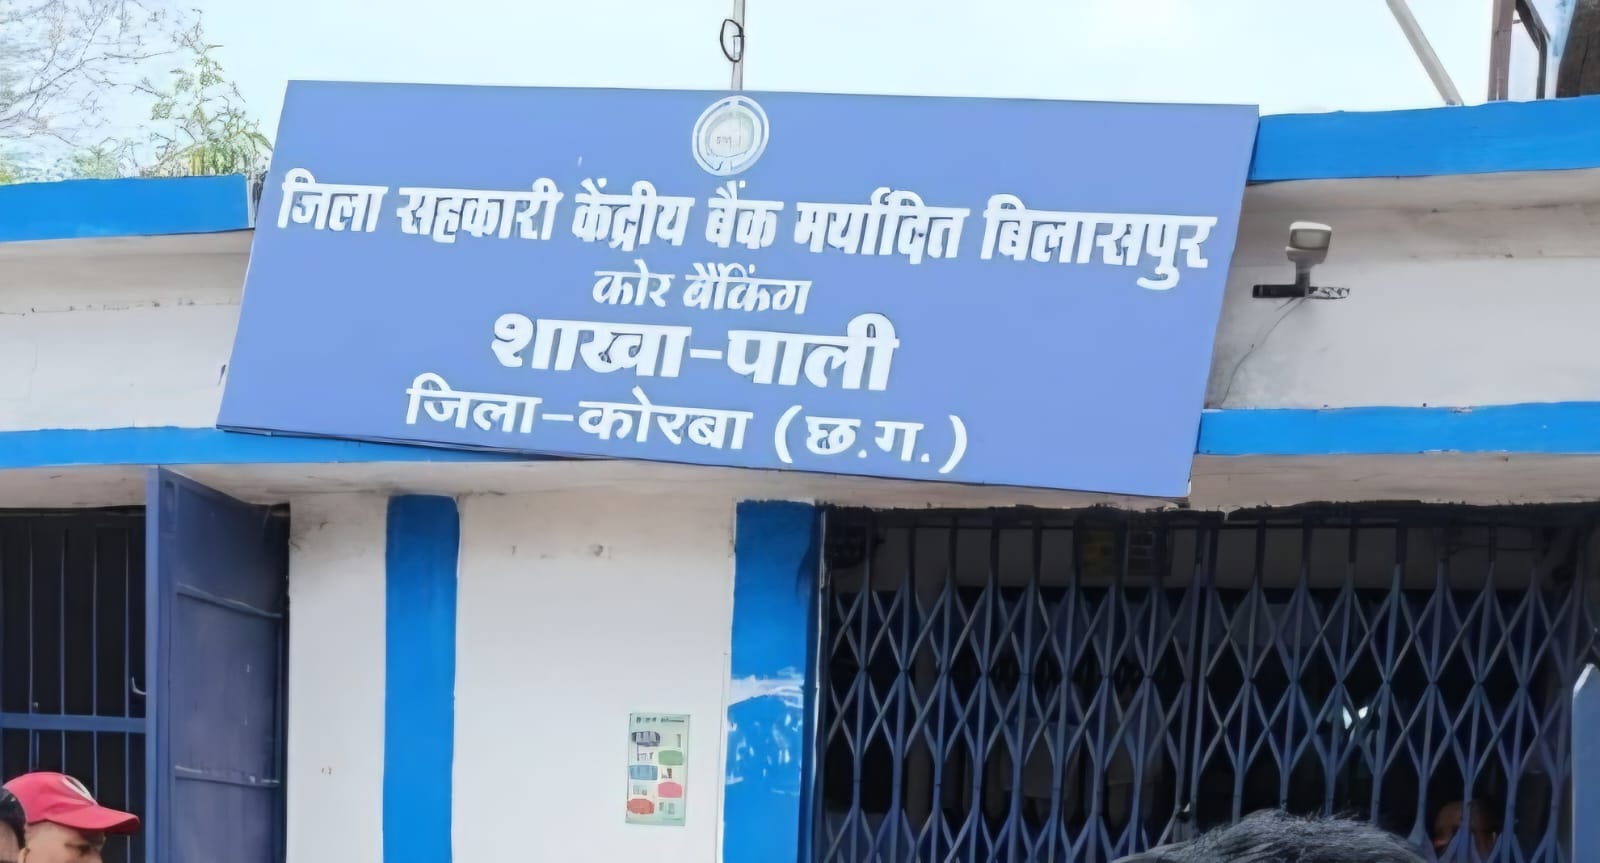 जिला सहकारी केंद्रीय बैंक मर्यादित बिलासपुर
कोर बैंकिंग
शाखा-पाली
जिला-कोरबा (छ.ग.)